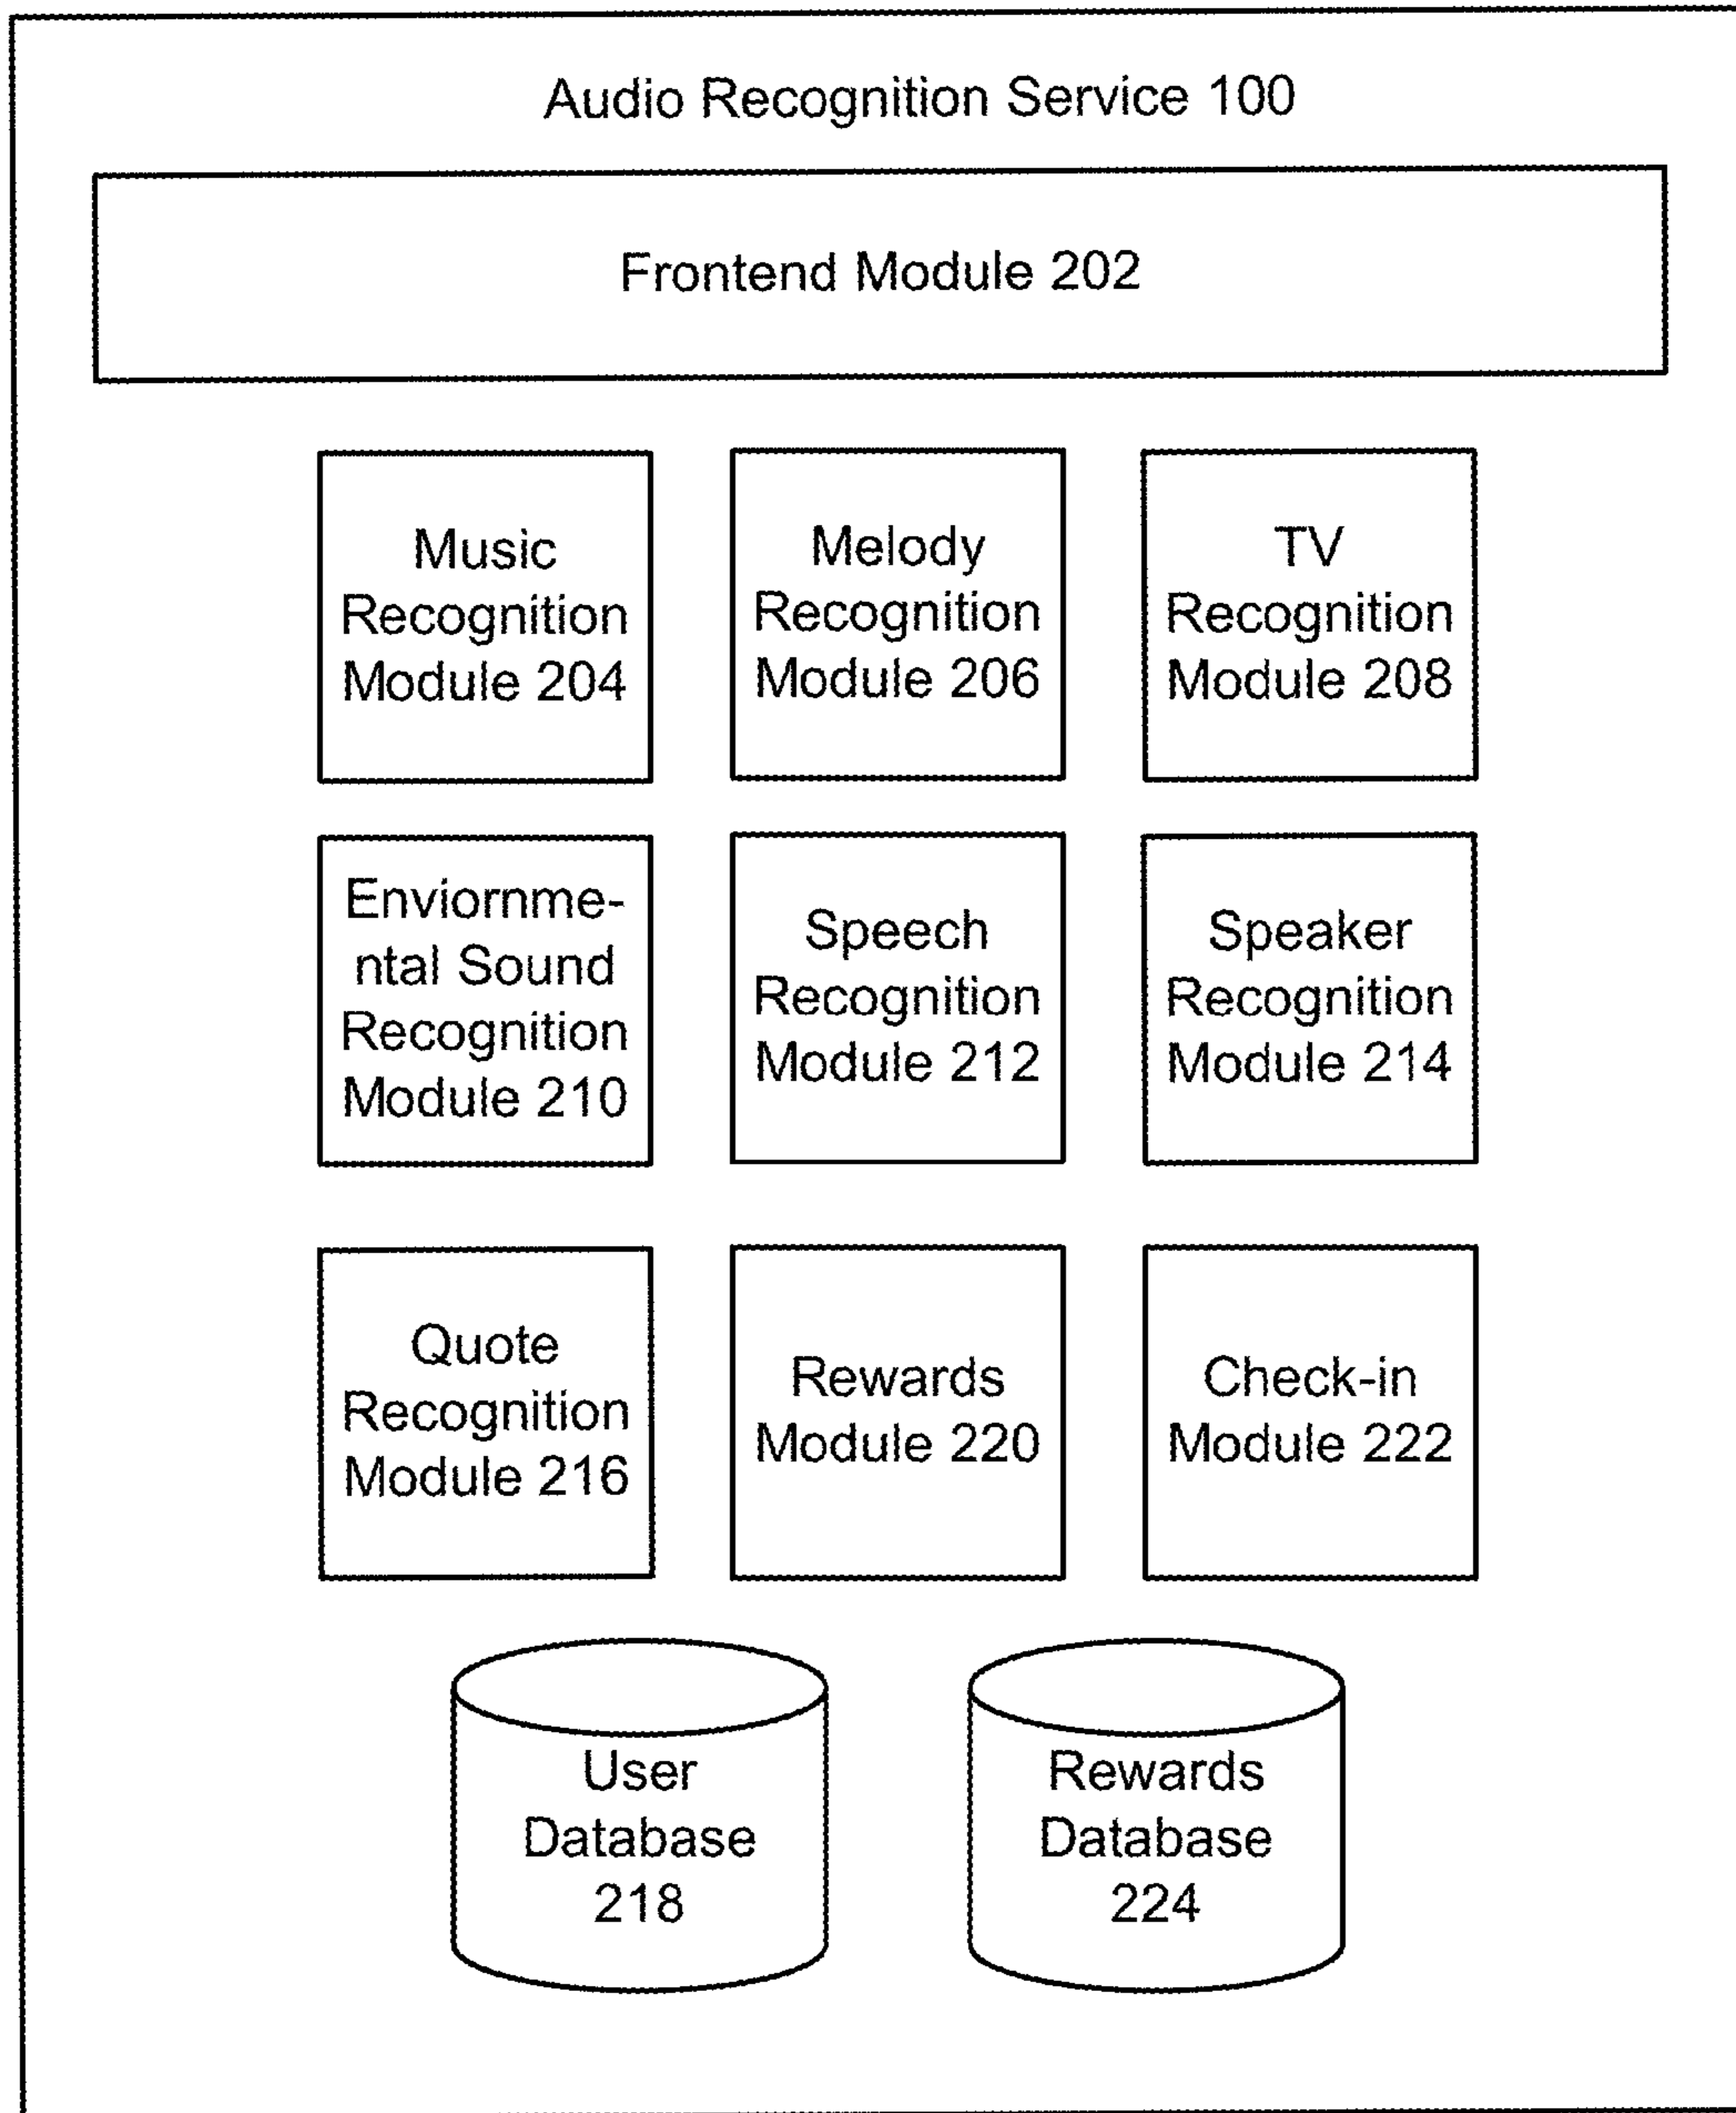 Audio Recognition Service 100
Frontend Module 202
Music
Recognition
Module 204
Melody
Recognition
Module 206
TV
Recognition
Module 208
Enviornme-
ntal Sound
Recognition
Module 210
Speech
Recognition
Module 212
Speaker
Recognition
Module 214
Quote
Recognition
Module 216
Rewards
Module 220
Check-in
Module 222
User
Database
218
Rewards
Database
224